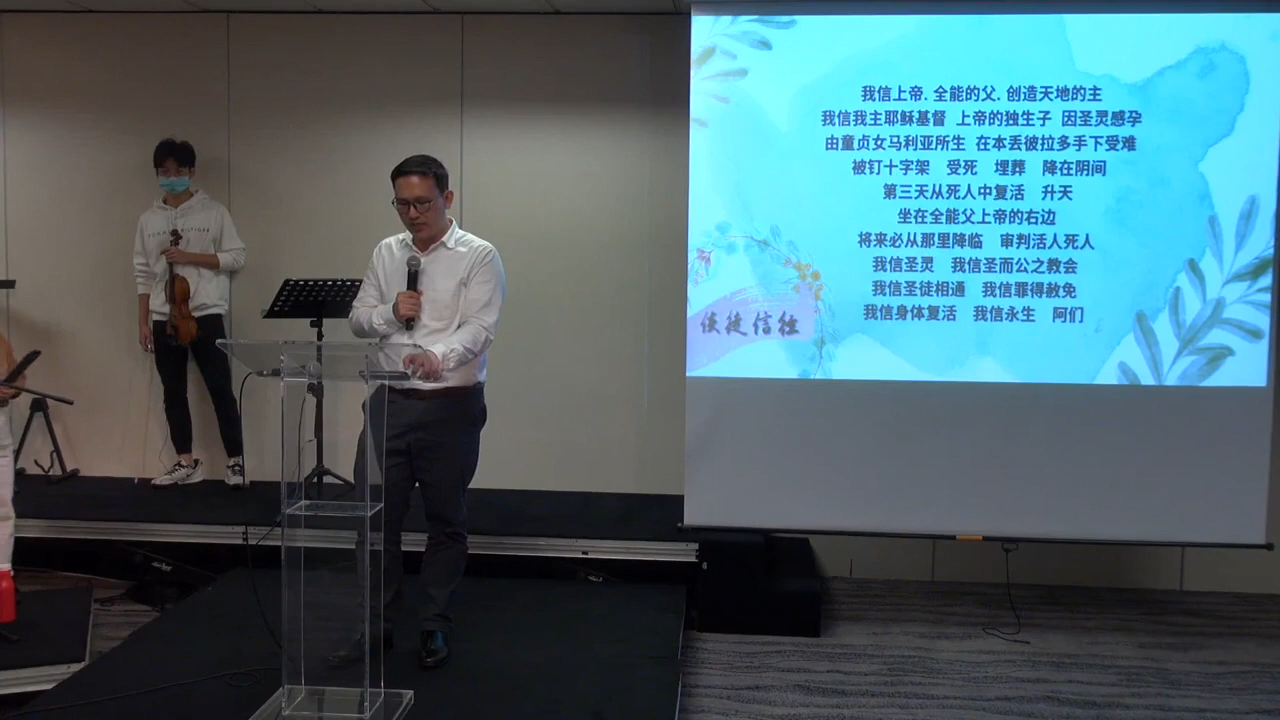 我信上帝. 全能的父. 创造天地的主
我信我主耶稣基督 上帝的独生子 因圣灵感孕
由童贞女马利亚所生 在本丢彼拉多手下受难
被钉十字架 受死 埋葬 降在阴间
第三天从死人中复活 升天
坐在全能父上帝的右边
将来必从那里降临 审判活人死人
我信圣灵 我信圣而公之教会
我信圣徒相通 我信罪得赦免
我信身体复活 我信永生 阿们
使徒信经